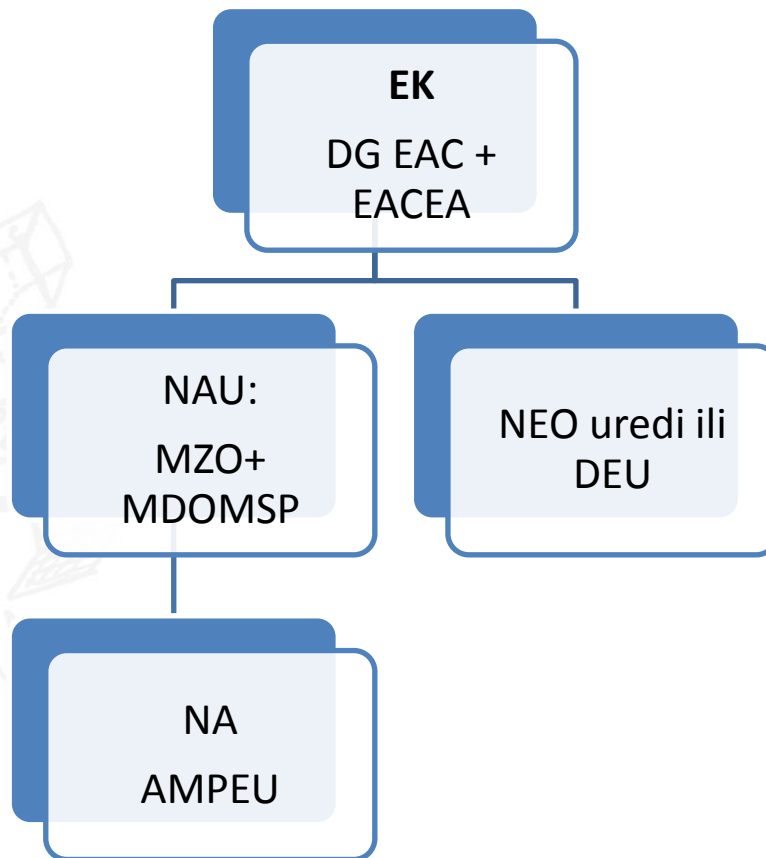 EK
DG EAC +
EACEA
NAU:
MZO+
MDOMSP
NEO uredi ili
DEU
NA
AMPEU